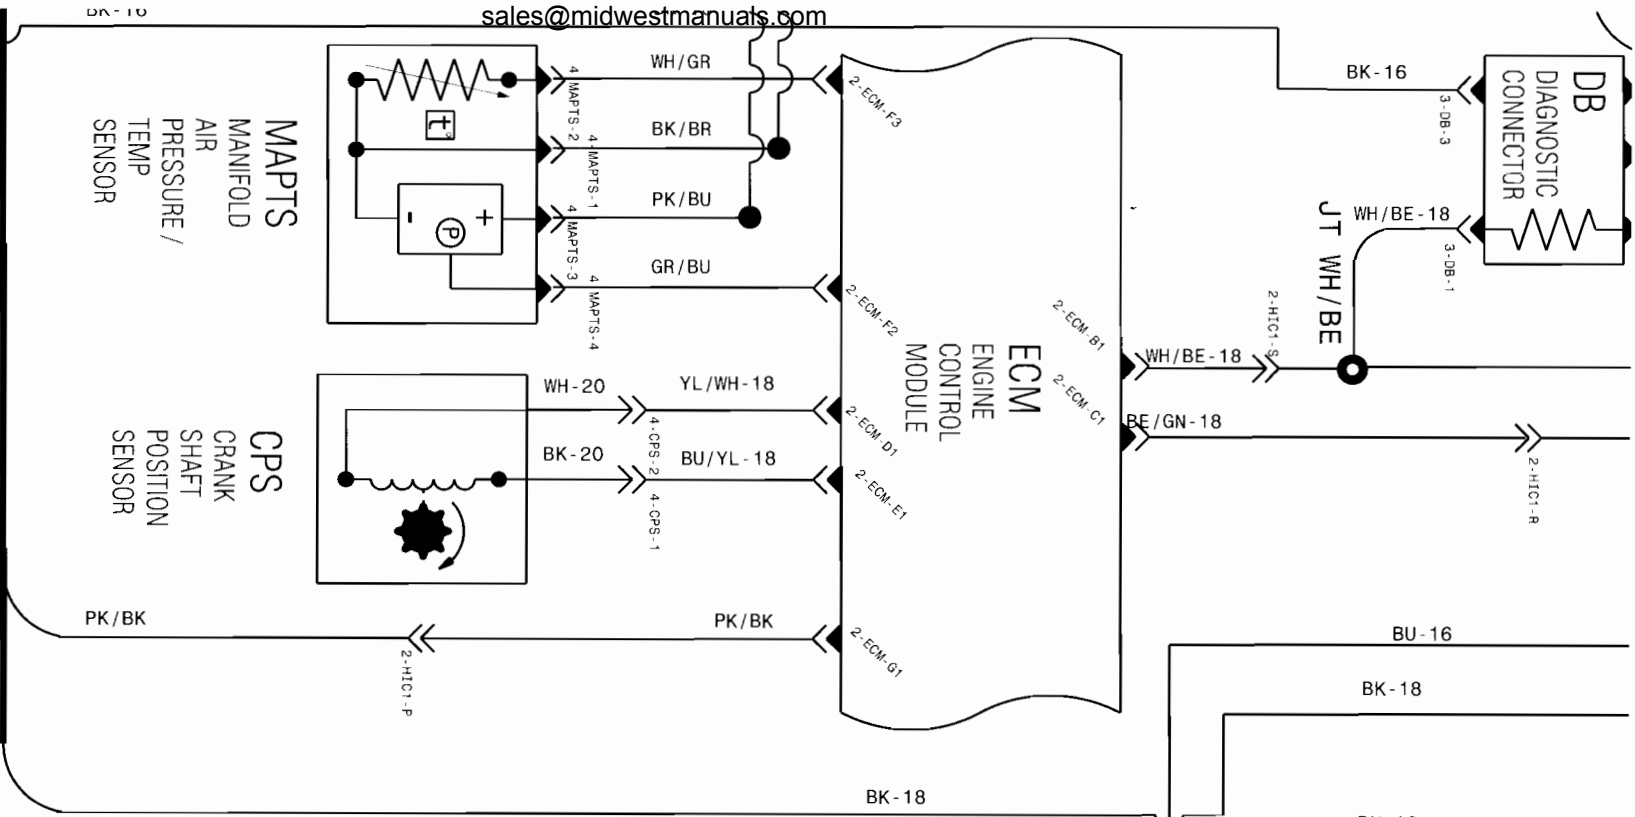 sales@midwestmanuals.com
WH/GR
4 MAPTS-2
2-ECM-F3
BK/BR
4-MAPTS-1
PK/BU
4 MAPTS-3
GR/BU
4 MAPTS-4
2-ECM-F2
t°
- P +
MAPTS
MANIFOLD
AIR
PRESSURE/
TEMP
SENSOR
WH-20
YL/WH-18
4-CPS-2
2-ECM-D1
BK-20
BU/YL-18
4-CPS-1
2-ECM-E1
CPS
CRANK
SHAFT
POSITION
SENSOR
PK/BK
2-HIC1-P
PK/BK
2-ECM-G1
ECM
ENGINE
CONTROL
MODULE
2-ECM-B1
WH/BE-18
2-HIC1-S
2-ECM-C1
BE/GN-18
2-HIC1-R
JT WH/BE
BK-16
3-DB-3
WH/BE-18
3-DB-1
DB
DIAGNOSTIC
CONNECTOR
BU-16
BK-18
BK-18